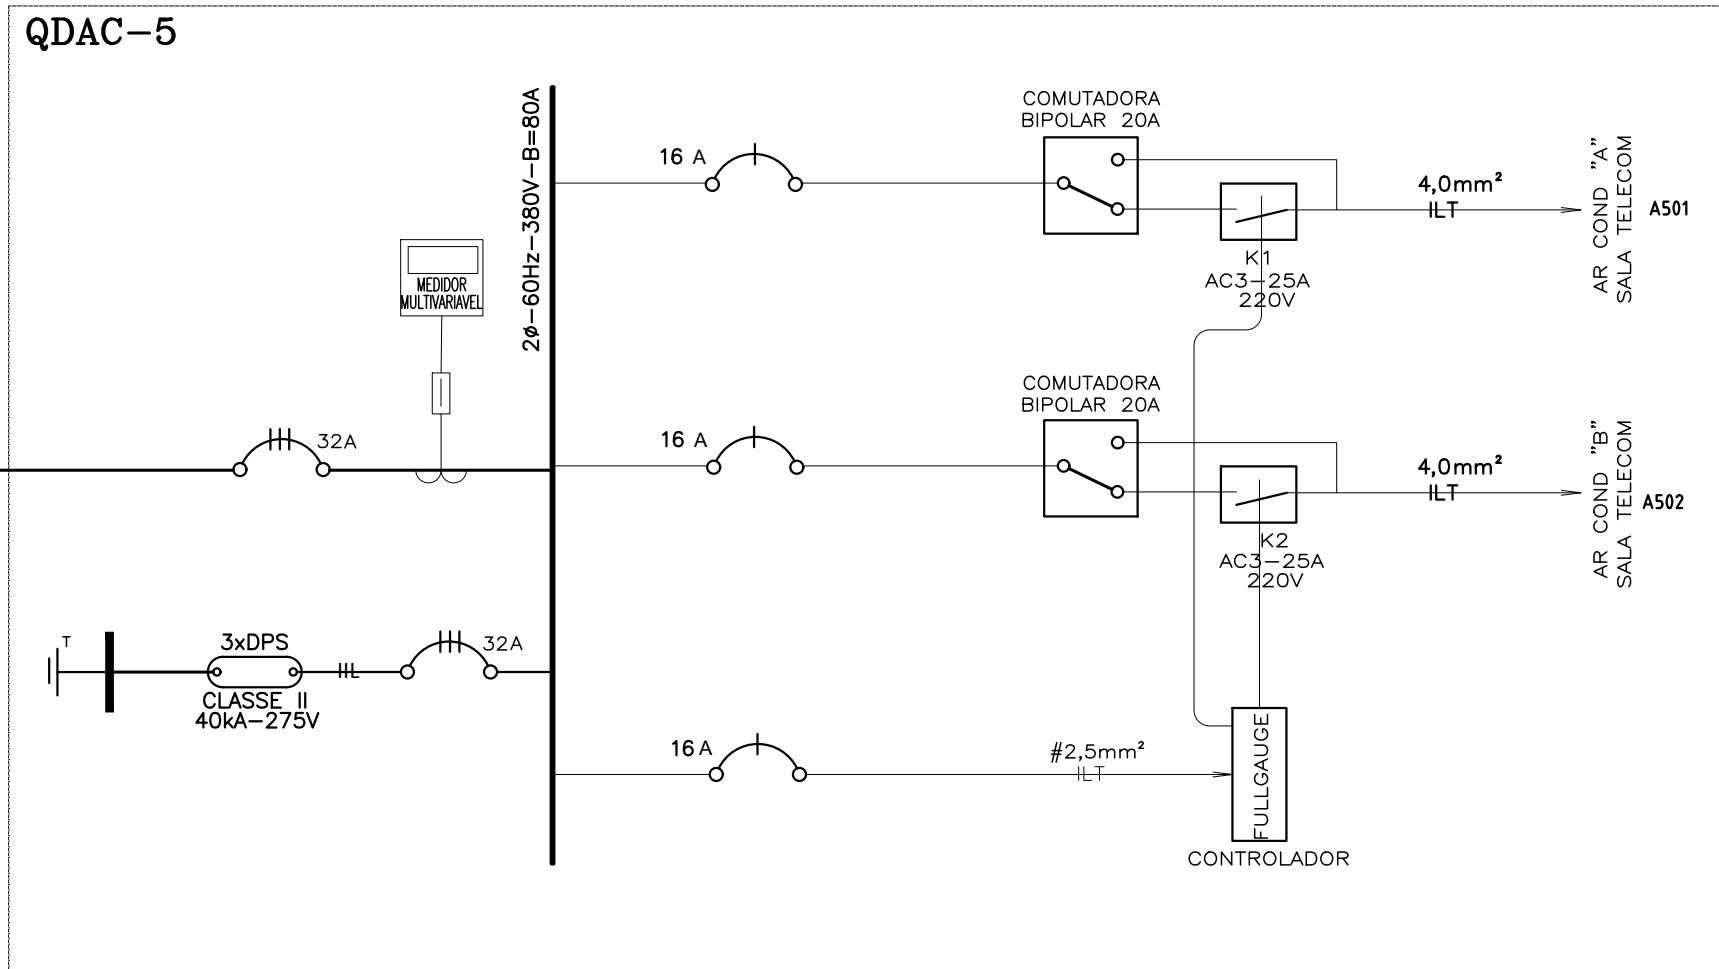 QDAC-5
2ø-60Hz-380V-B=80A
COMUTADORA
BIPOLAR 20A
16 A
4,0mm²
ILT
AR COND "A"
SALA TELECOM
A501
K1
AC3-25A
220V
MEDIDOR
MULTIVARIAVEL
32A
COMUTADORA
BIPOLAR 20A
16 A
4,0mm²
ILT
AR COND "B"
SALA TELECOM
A502
K2
AC3-25A
220V
T
3xDPS
CLASSE II
40kA-275V
32A
16 A
#2,5mm²
ILT
FULLGAUGE
CONTROLADOR